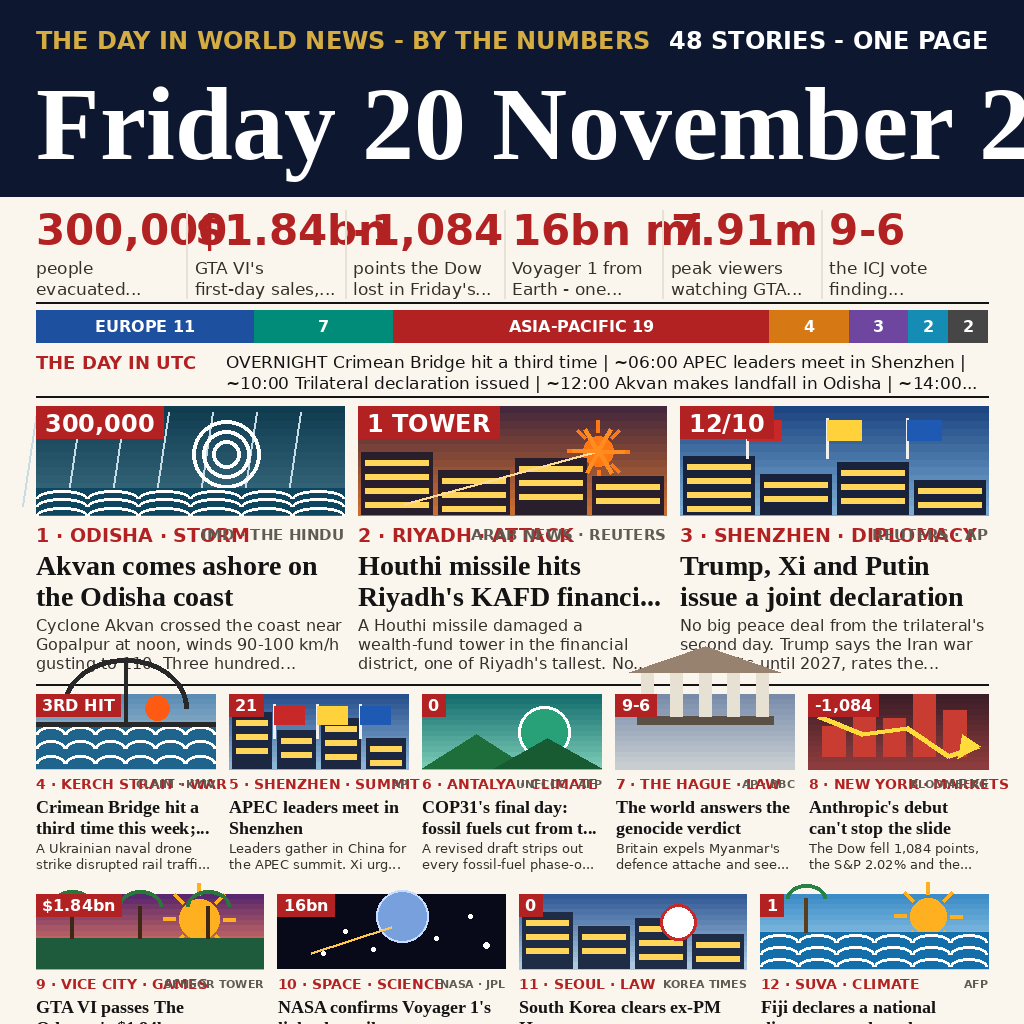 THE DAY IN WORLD NEWS - BY THE NUMBERS 48 STORIES - ONE PAGE
Friday 20 November 2
300,000 $1.84bn -1,084 16bn mi 7.91m 9-6
people GTA VI's points the Dow Voyager 1 from peak viewers the ICJ vote
evacuated... first-day sales,... lost in Friday's... Earth - one... watching GTA... finding...
EUROPE 11 7 ASIA-PACIFIC 19 4 3 2 2
THE DAY IN UTC OVERNIGHT Crimean Bridge hit a third time | ~06:00 APEC leaders meet in Shenzhen |
~10:00 Trilateral declaration issued | ~12:00 Akvan makes landfall in Odisha | ~14:00...
300,000 1 TOWER 12/10
1 · ODISHA · STORM THE HINDU 2 · RIYADH · ATTACK ARAB NEWS · REUTERS 3 · SHENZHEN · DIPLOMACY REUTERS · AP
Akvan comes ashore on
the Odisha coast
Cyclone Akvan crossed the coast near
Gopalpur at noon, winds 90-100 km/h
gusting to 110. Three hundred...
Houthi missile hits
Riyadh's KAFD financi...
A Houthi missile damaged a
wealth-fund tower in the financial
district, one of Riyadh's tallest. No...
Trump, Xi and Putin
issue a joint declaration
No big peace deal from the trilateral's
second day. Trump says the Iran war
until 2027, rates the...
3RD HIT 21 0 9-6 -1,084
4 · KERCH STRAIT · WAR 5 · SHENZHEN · SUMMIT AP 6 · ANTALYA · CLIMATE UNFCCC · AFP 7 · THE HAGUE · LAW AP · BBC 8 · NEW YORK · MARKETS BLOOMBERG
Crimean Bridge hit a
third time this week;...
A Ukrainian naval drone
strike disrupted rail traffi...
APEC leaders meet in
Shenzhen
Leaders gather in China for
the APEC summit. Xi urg...
COP31's final day:
fossil fuels cut from t...
A revised draft strips out
every fossil-fuel phase-o...
The world answers the
genocide verdict
Britain expels Myanmar's
defence attache and see...
Anthropic's debut
can't stop the slide
The Dow fell 1,084 points,
the S&P 2.02% and the...
$1.84bn 16bn 0 1
9 · VICE CITY · GAMES TOWER 10 · SPACE · SCIENCE NASA · JPL 11 · SEOUL · LAW KOREA TIMES 12 · SUVA · CLIMATE AFP
GTA VI passes The
NASA confirms Voyager 1's
South Korea clears ex-PM
Fiji declares a national